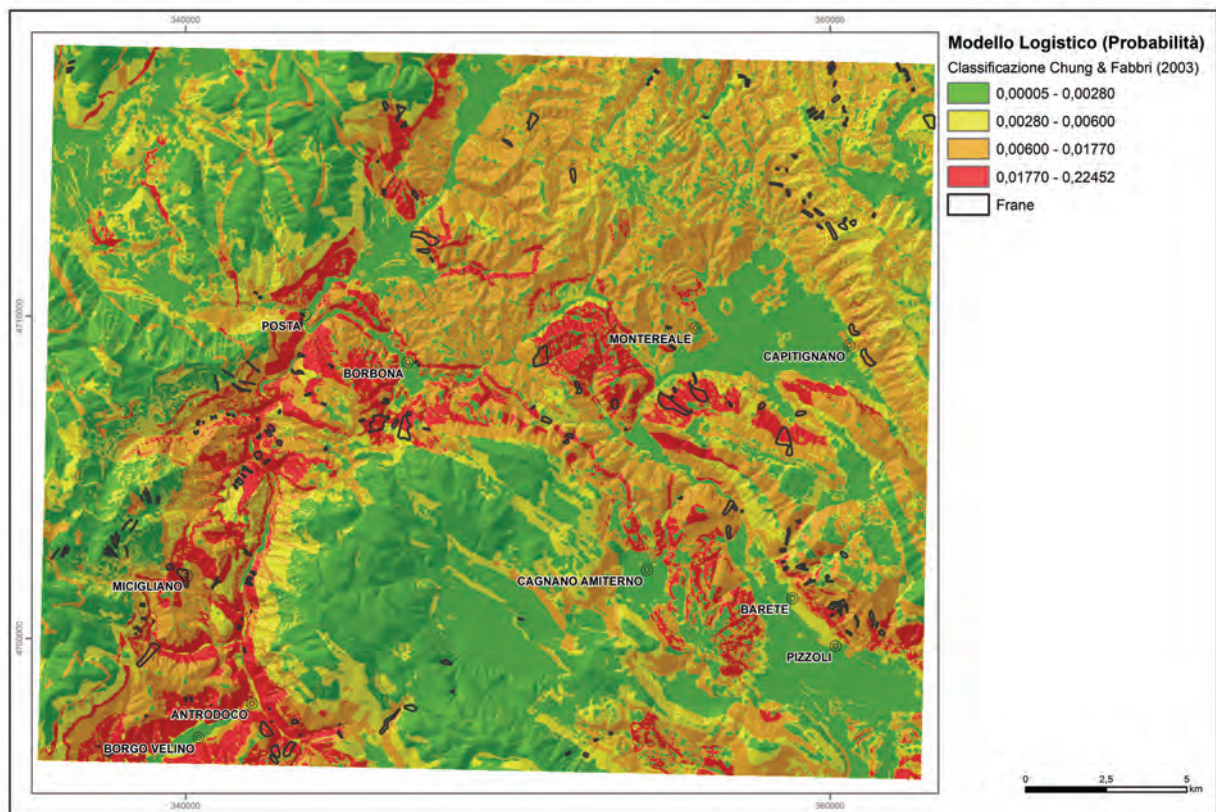 340000
360000
Modello Logistico (Probabilità)
Classificazione Chung & Fabbri (2003)
0,00005 - 0,00280
0,00280 - 0,00600
0,00600 - 0,01770
0,01770 - 0,22452
Frane
4710000
4710000
POSTA
MONTEREALE
CAPITIGNANO
BORBONA
CAGNANO AMITERNO
MICIGLIANO
BARETE
4700000
4700000
PIZZOLI
ANTRODOCO
BORGO VELINO
0
2,5
5
km
340000
360000